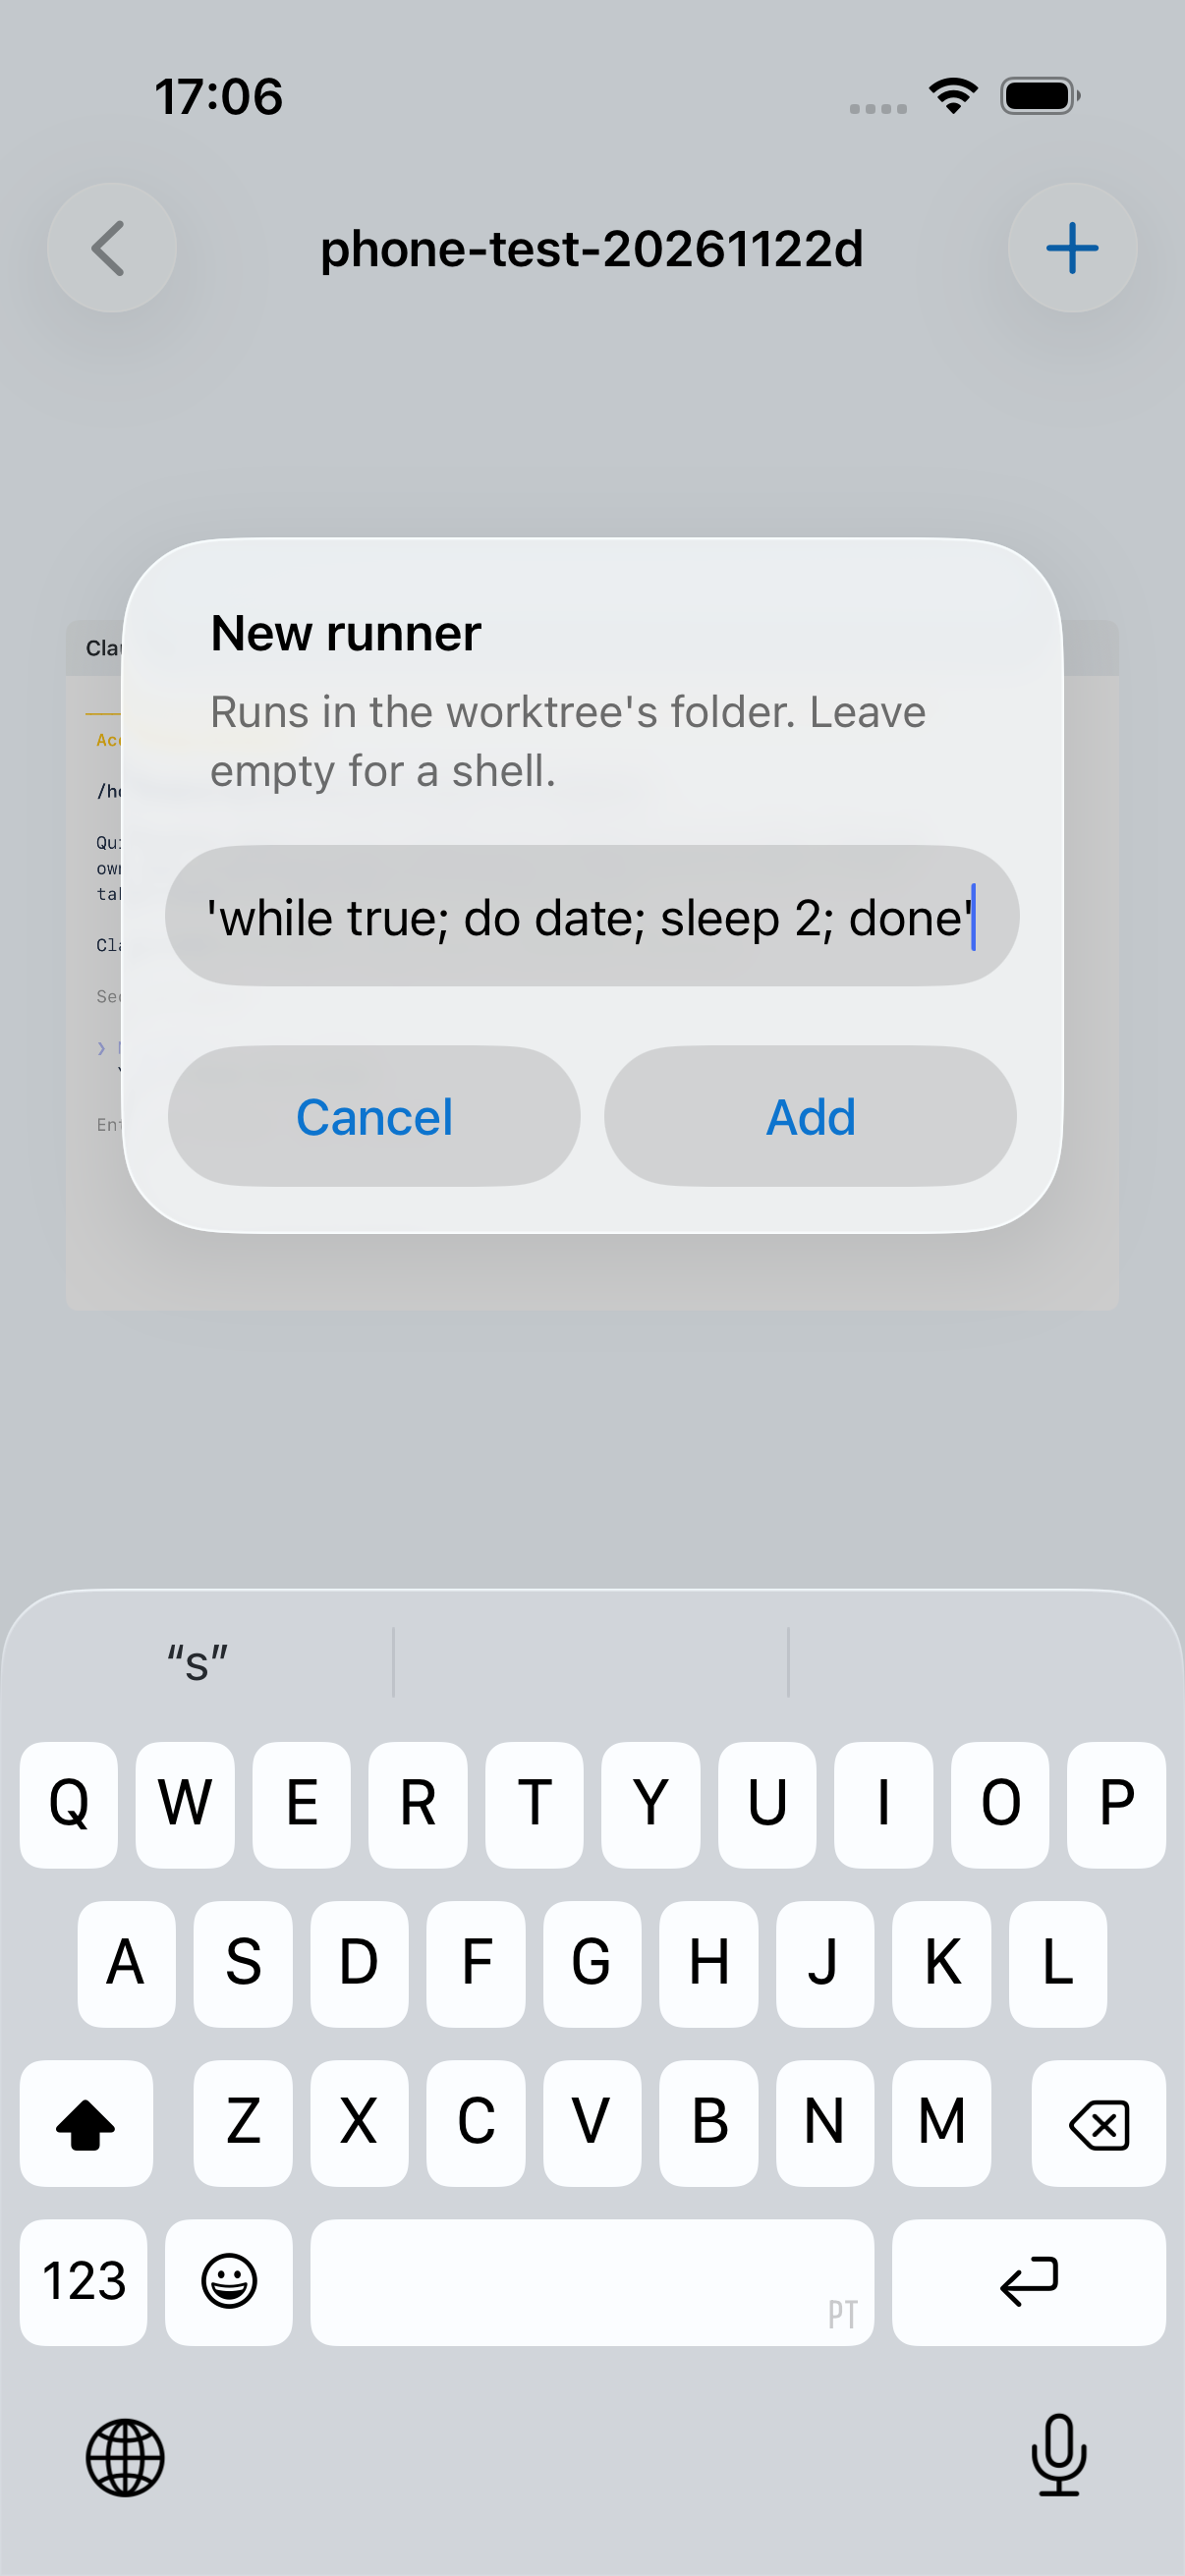 17:06
phone-test-20261122d
New runner
Runs in the worktree's folder. Leave
empty for a shell.
'while true; do date; sleep 2; done'
Cancel
Add
“s”
Q W E R T Y U I O P
A S D F G H J K L
Z X C V B N M
123
PT